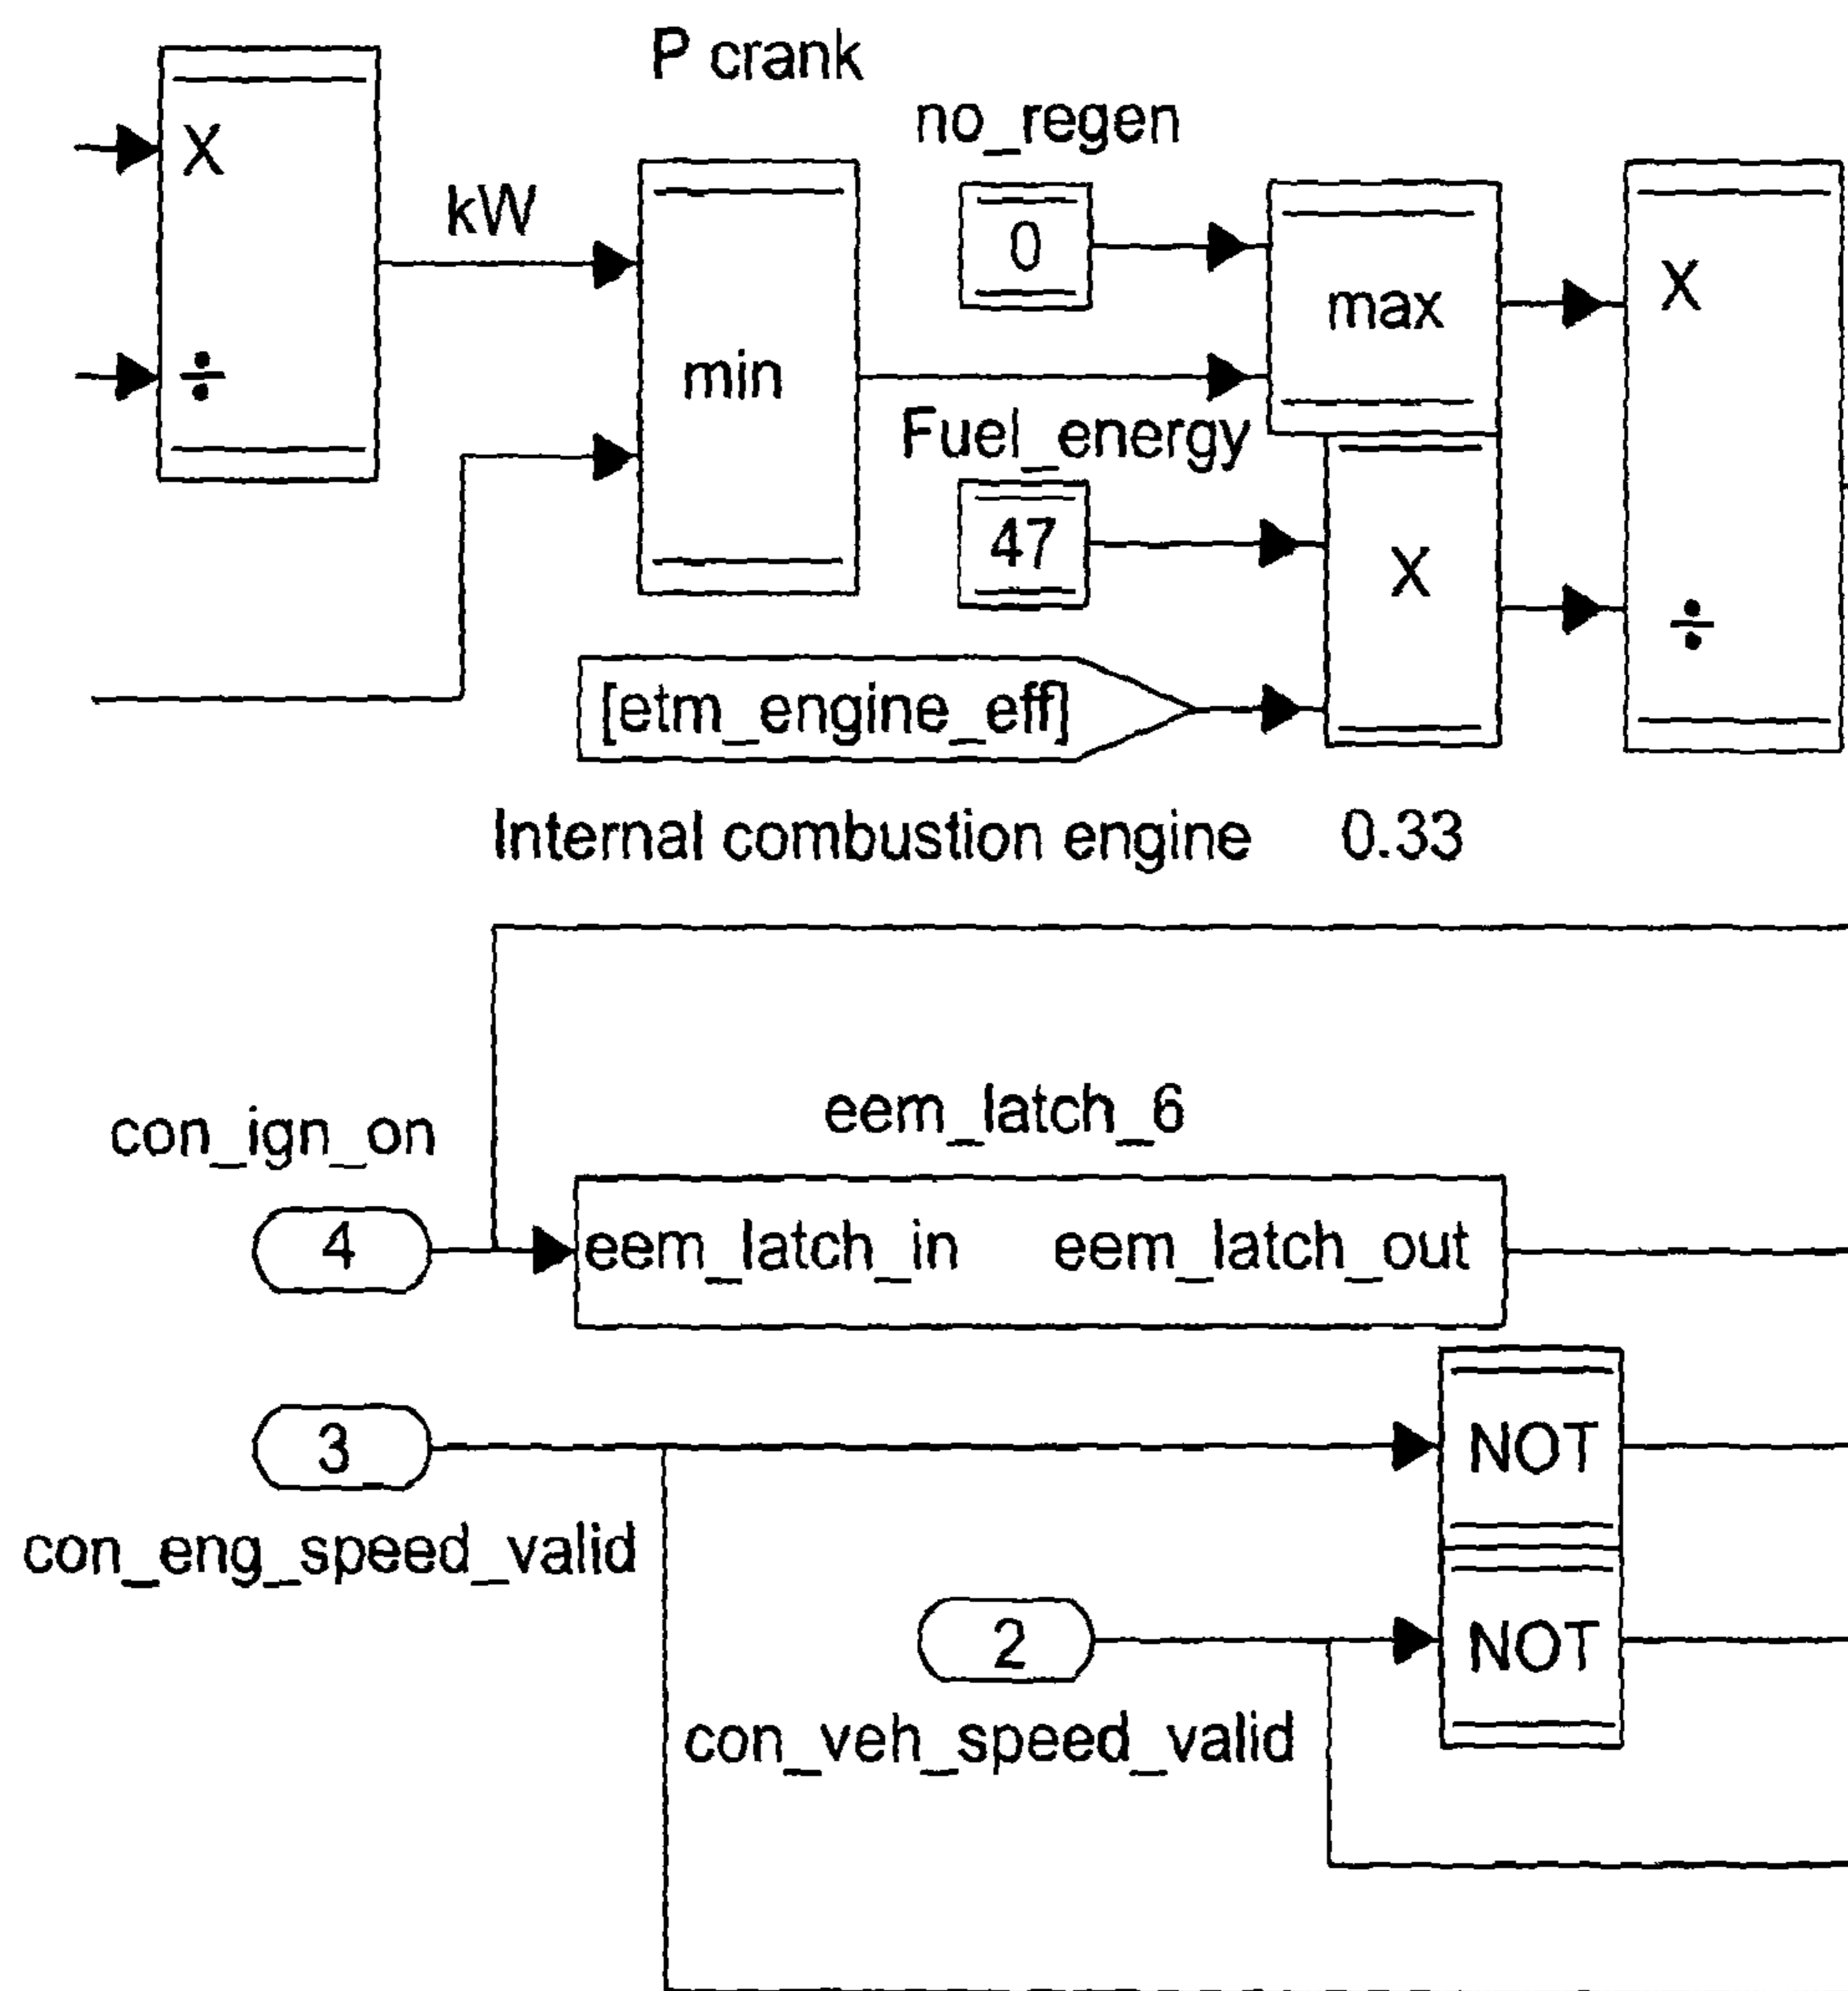 P crank
X
÷
kW
min
no_regen
0
max
Fuel_energy
47
X
[etm_engine_eff]
X
÷
Internal combustion engine 0.33
con_ign_on
4
eem_latch_6
eem_latch_in eem_latch_out
3
con_eng_speed_valid
NOT
2
con_veh_speed_valid
NOT